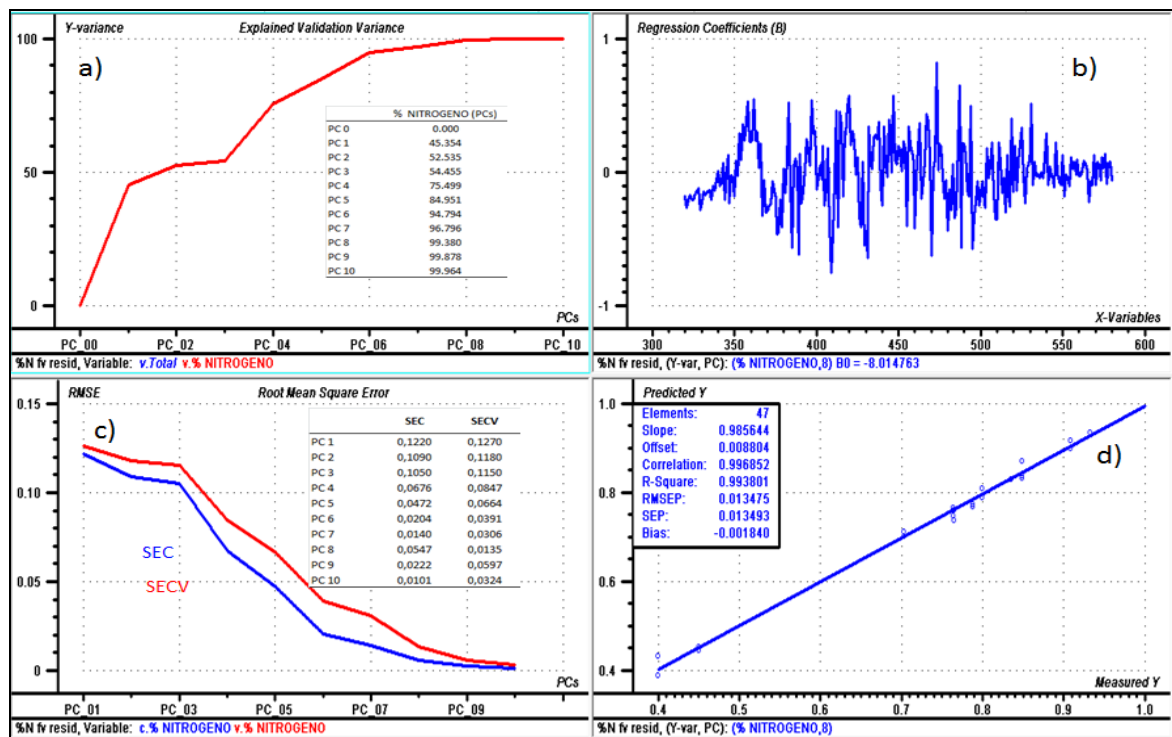 Y-variance Explained Validation Variance
a)
100
50
0
% NITROGENO (PCs)
PC 0 0.000
PC 1 45.354
PC 2 52.535
PC 3 54.455
PC 4 75.499
PC 5 84.951
PC 6 94.794
PC 7 96.796
PC 8 99.380
PC 9 99.878
PC 10 99.964
PCs
PC_00 PC_02 PC_04 PC_06 PC_08 PC_10
%N fv resid, Variable: v.Total v.% NITROGENO
Regression Coefficients (B)
b)
1
0
-1
X-Variables
300 350 400 450 500 550 600
%N fv resid, (Y-var, PC): (% NITROGENO,8) B0 = -8.014763
RMSE Root Mean Square Error
c)
0.15
0.10
0.05
0
SEC SECV
PC 1 0,1220 0,1270
PC 2 0,1090 0,1180
PC 3 0,1050 0,1150
PC 4 0,0676 0,0847
PC 5 0,0472 0,0664
PC 6 0,0204 0,0391
PC 7 0,0140 0,0306
PC 8 0,0547 0,0135
PC 9 0,0222 0,0597
PC 10 0,0101 0,0324
SEC
SECV
PCs
PC_01 PC_03 PC_05 PC_07 PC_09
%N fv resid, Variable: c.% NITROGENO v.% NITROGENO
Predicted Y
d)
1.0
0.8
0.6
0.4
Elements: 47
Slope: 0.985644
Offset: 0.008804
Correlation: 0.996852
R-Square: 0.993801
RMSEP: 0.013475
SEP: 0.013493
Bias: -0.001840
Measured Y
0.4 0.5 0.6 0.7 0.8 0.9 1.0
%N fv resid, (Y-var, PC): (% NITROGENO,8)